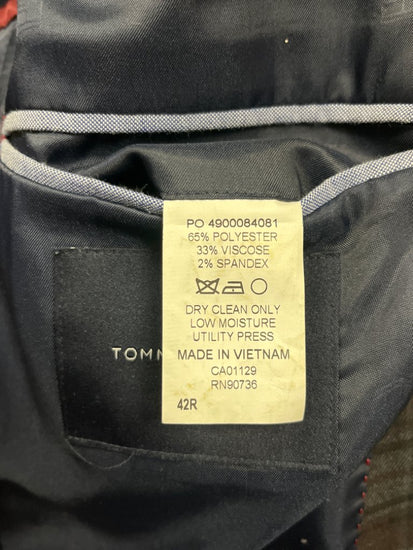 PO 4900084081
65% POLYESTER
33% VISCOSE
2% SPANDEX
DRY CLEAN ONLY
LOW MOISTURE
UTILITY PRESS
MADE IN VIETNAM
CA01129
RN90736
42R
TOMM